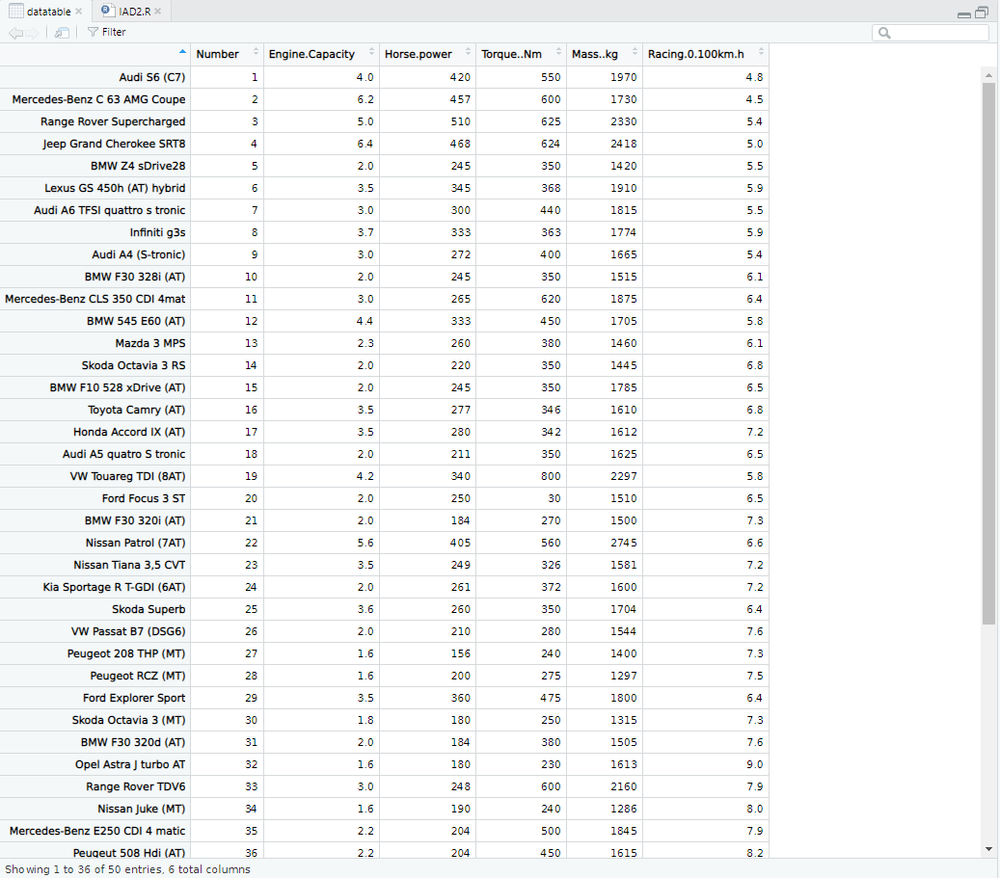 datatable IAD2.R
Filter
Number Engine.Capacity Horse.power Torque..Nm Mass..kg Racing.0.100km.h
Audi S6 (C7) 1 4.0 420 550 1970 4.8
Mercedes-Benz C 63 AMG Coupe 2 6.2 457 600 1730 4.5
Range Rover Supercharged 3 5.0 510 625 2330 5.4
Jeep Grand Cherokee SRT8 4 6.4 468 624 2418 5.0
BMW Z4 sDrive28 5 2.0 245 350 1420 5.5
Lexus GS 450h (AT) hybrid 6 3.5 345 368 1910 5.9
Audi A6 TFSI quattro s tronic 7 3.0 300 440 1815 5.5
Infiniti g3s 8 3.7 333 363 1774 5.9
Audi A4 (S-tronic) 9 3.0 272 400 1665 5.4
BMW F30 328i (AT) 10 2.0 245 350 1515 6.1
Mercedes-Benz CLS 350 CDI 4mat 11 3.0 265 620 1875 6.4
BMW 545 E60 (AT) 12 4.4 333 450 1705 5.8
Mazda 3 MPS 13 2.3 260 380 1460 6.1
Skoda Octavia 3 RS 14 2.0 220 350 1445 6.8
BMW F10 528 xDrive (AT) 15 2.0 245 350 1785 6.5
Toyota Camry (AT) 16 3.5 277 346 1610 6.8
Honda Accord IX (AT) 17 3.5 280 342 1612 7.2
Audi A5 quatro S tronic 18 2.0 211 350 1625 6.5
VW Touareg TDI (8AT) 19 4.2 340 800 2297 5.8
Ford Focus 3 ST 20 2.0 250 30 1510 6.5
BMW F30 320i (AT) 21 2.0 184 270 1500 7.3
Nissan Patrol (7AT) 22 5.6 405 560 2745 6.6
Nissan Tiana 3,5 CVT 23 3.5 249 326 1581 7.2
Kia Sportage R T-GDI (6AT) 24 2.0 261 372 1600 7.2
Skoda Superb 25 3.6 260 350 1704 6.4
VW Passat B7 (DSG6) 26 2.0 210 280 1544 7.6
Peugeot 208 THP (MT) 27 1.6 156 240 1400 7.3
Peugeot RCZ (MT) 28 1.6 200 275 1297 7.5
Ford Explorer Sport 29 3.5 360 475 1800 6.4
Skoda Octavia 3 (MT) 30 1.8 180 250 1315 7.3
BMW F30 320d (AT) 31 2.0 184 380 1505 7.6
Opel Astra J turbo AT 32 1.6 180 230 1613 9.0
Range Rover TDV6 33 3.0 248 600 2160 7.9
Nissan Juke (MT) 34 1.6 190 240 1286 8.0
Mercedes-Benz E250 CDI 4 matic 35 2.2 204 500 1845 7.9
Peugeut 508 Hdi (AT) 36 2.2 204 450 1615 8.2
Showing 1 to 36 of 50 entries, 6 total columns